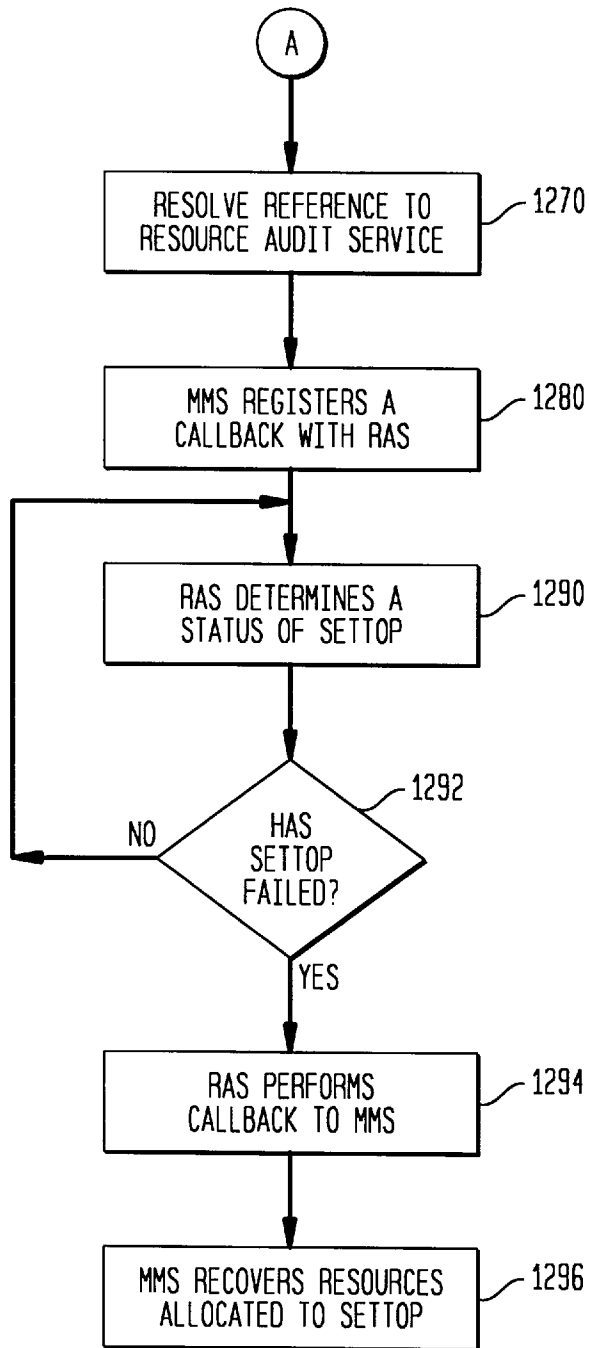 A
RESOLVE REFERENCE TO
RESOURCE AUDIT SERVICE
1270
MMS REGISTERS A
CALLBACK WITH RAS
1280
RAS DETERMINES A
STATUS OF SETTOP
1290
HAS
SETTOP
FAILED?
1292
NO
YES
RAS PERFORMS
CALLBACK TO MMS
1294
MMS RECOVERS RESOURCES
ALLOCATED TO SETTOP
1296